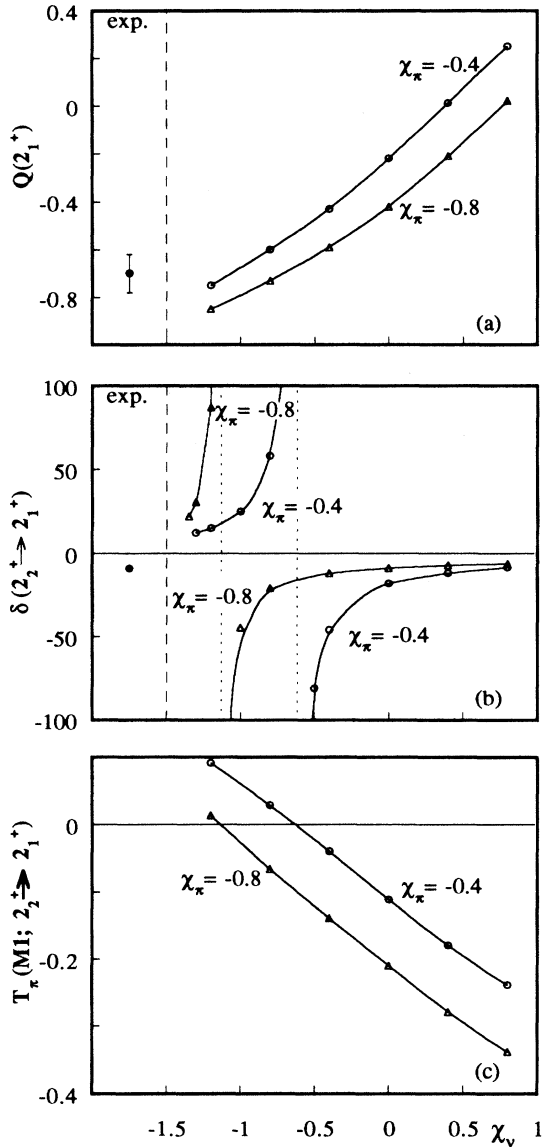 0.4
exp.
χπ= -0.4
0
Q(2₁⁺)
-0.4
χπ= -0.8
-0.8
(a)
100
exp.
χπ= -0.8
50
χπ= -0.4
0
δ (2₂⁺→ 2₁⁺)
χπ= -0.8
-50
χπ= -0.4
(b)
-100
0
Tπ(M1; 2₂⁺→ 2₁⁺)
χπ= -0.8
χπ= -0.4
-0.2
(c)
-0.4
-1.5 -1 -0.5 0 0.5 χν